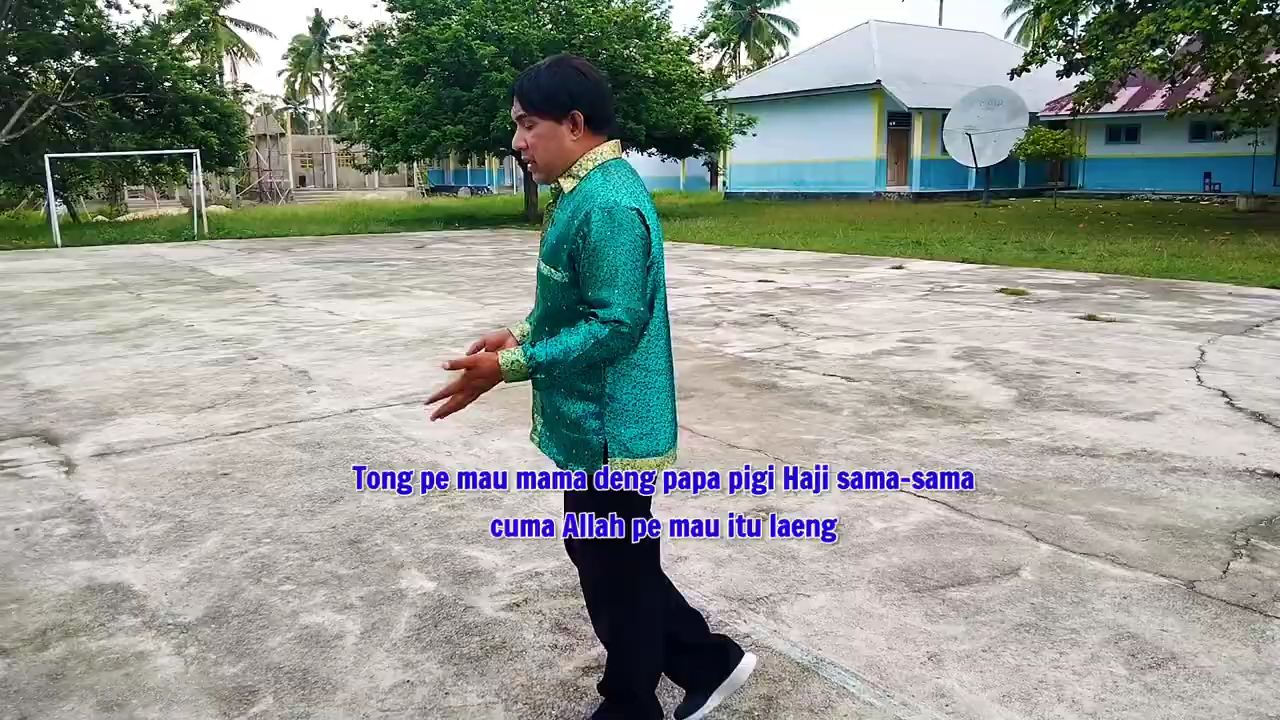 Tong pe mau mama deng papa pigi Haji sama-sama
cuma Allah pe mau itu laeng